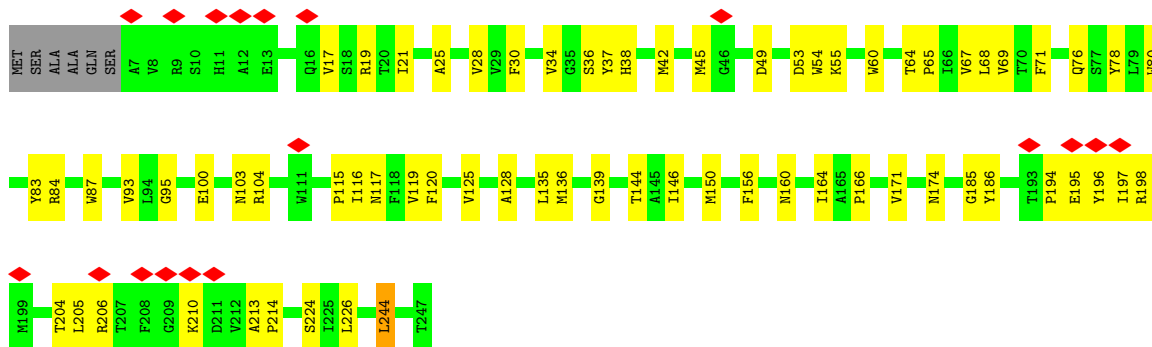 MET SER ALA ALA GLN SER A7 V8 R9 S10 H11 A12 E13 Q16 V17 S18 R19 T20 I21 A25 V28 V29 F30 V34 G35 S36 Y37 H38 M42 M45 G46 D49 D53 W54 K55 W60 T64 P65 I66 V67 L68 V69 T70 F71 Q76 S77 Y78 L79 W80
Y83 R84 W87 V93 L94 G95 E100 N103 R104 W111 P115 I116 N117 F118 V119 F120 V125 A128 L135 M136 G139 T144 A145 I146 M150 F156 N160 I164 A165 P166 V171 N174 G185 Y186 T193 P194 E195 Y196 I197 R198
M199 T204 L205 R206 T207 F208 G209 K210 D211 V212 A213 P214 S224 I225 L226 L244 T247